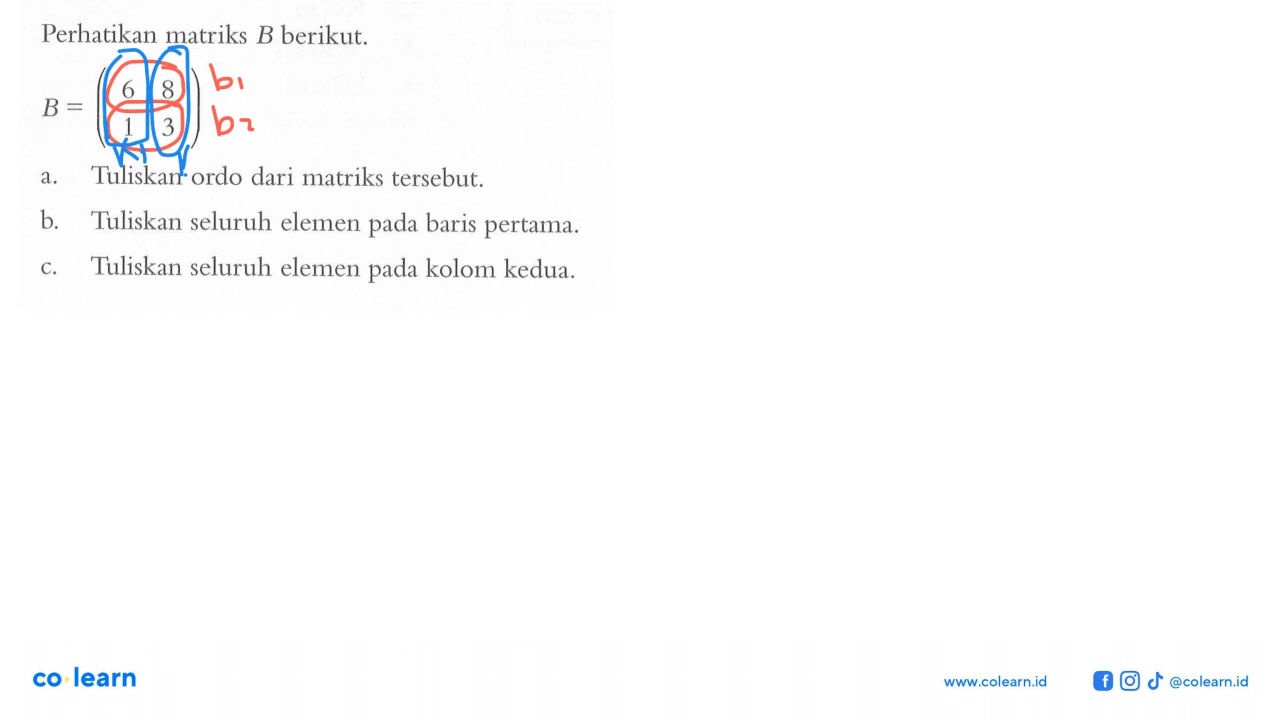 Perhatikan matriks B berikut.
B = ( 6 8 ) b1
( 1 3 ) b2
a. Tuliskan ordo dari matriks tersebut.
b. Tuliskan seluruh elemen pada baris pertama.
c. Tuliskan seluruh elemen pada kolom kedua.
co learn
www.colearn.id
@colearn.id